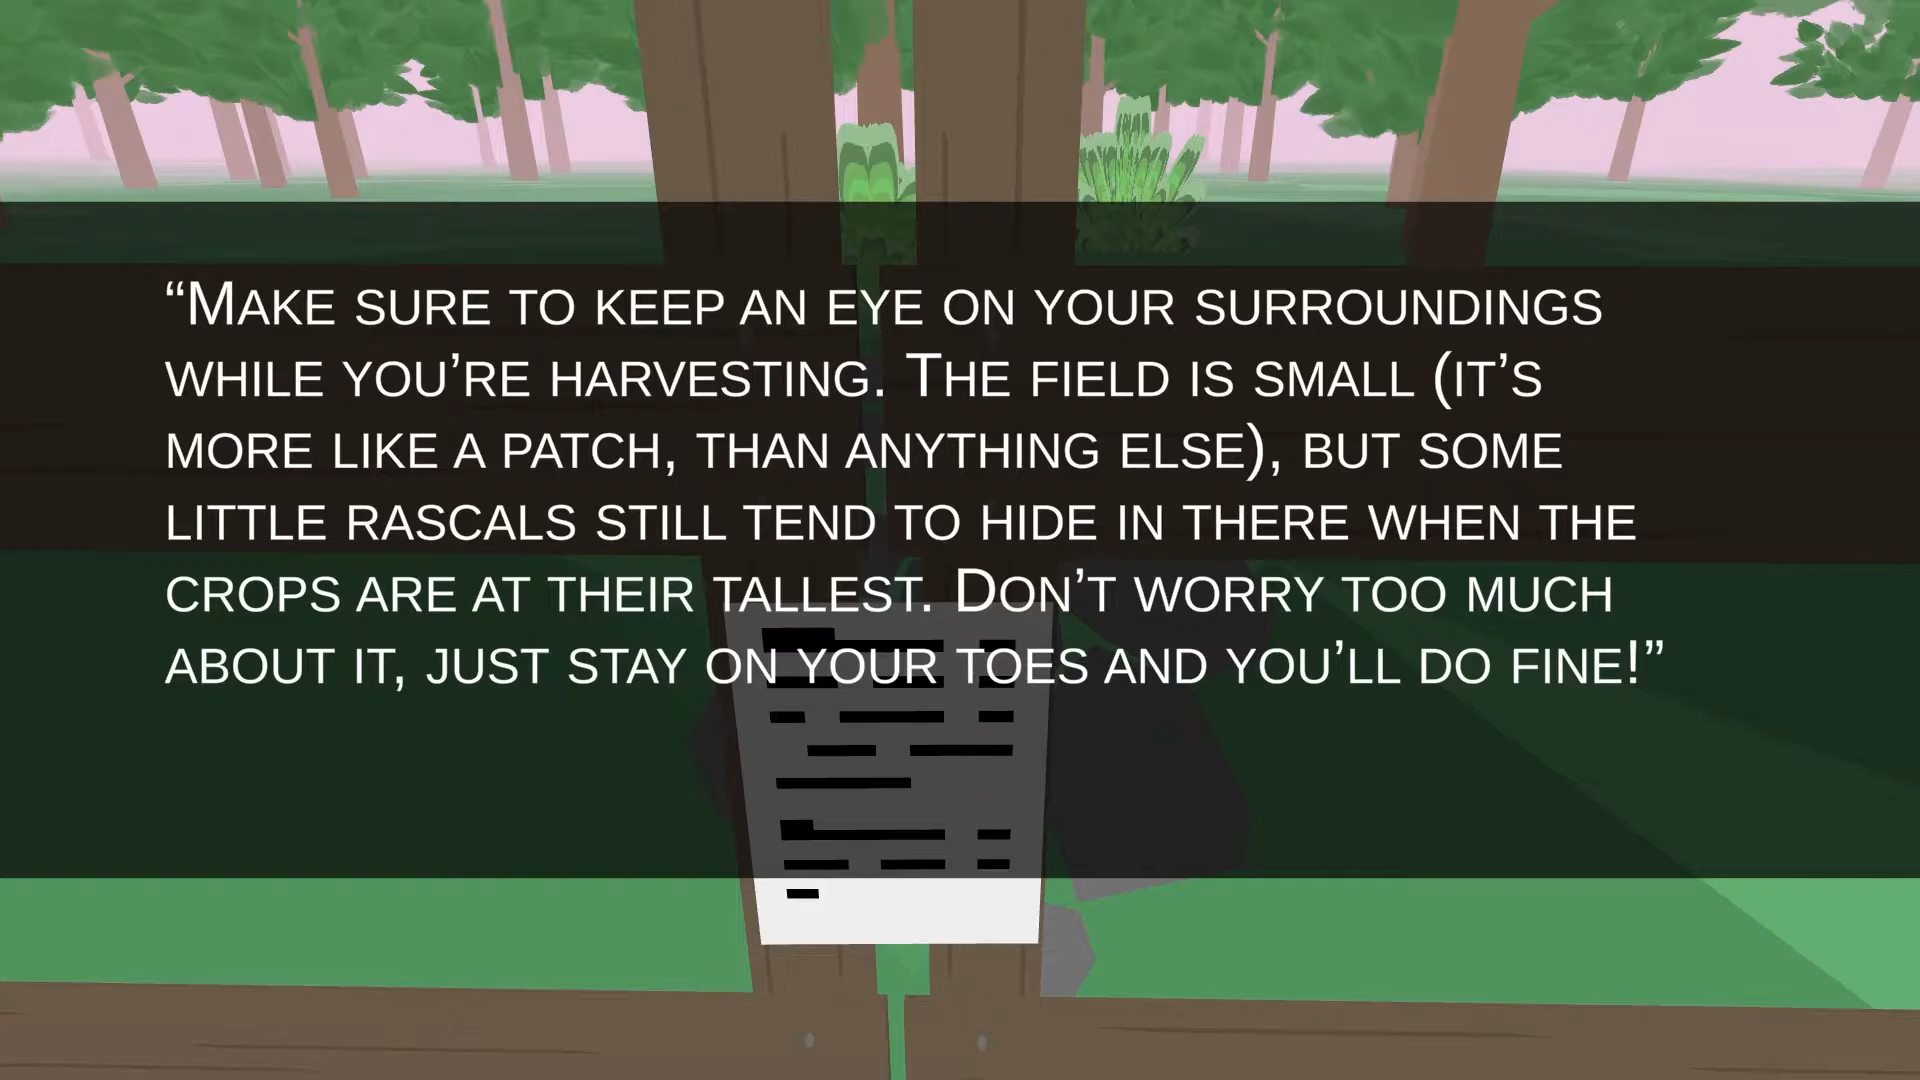 “Make sure to keep an eye on your surroundings
while you’re harvesting. The field is small (it’s
more like a patch, than anything else), but some
little rascals still tend to hide in there when the
crops are at their tallest. Don’t worry too much
about it, just stay on your toes and you’ll do fine!”